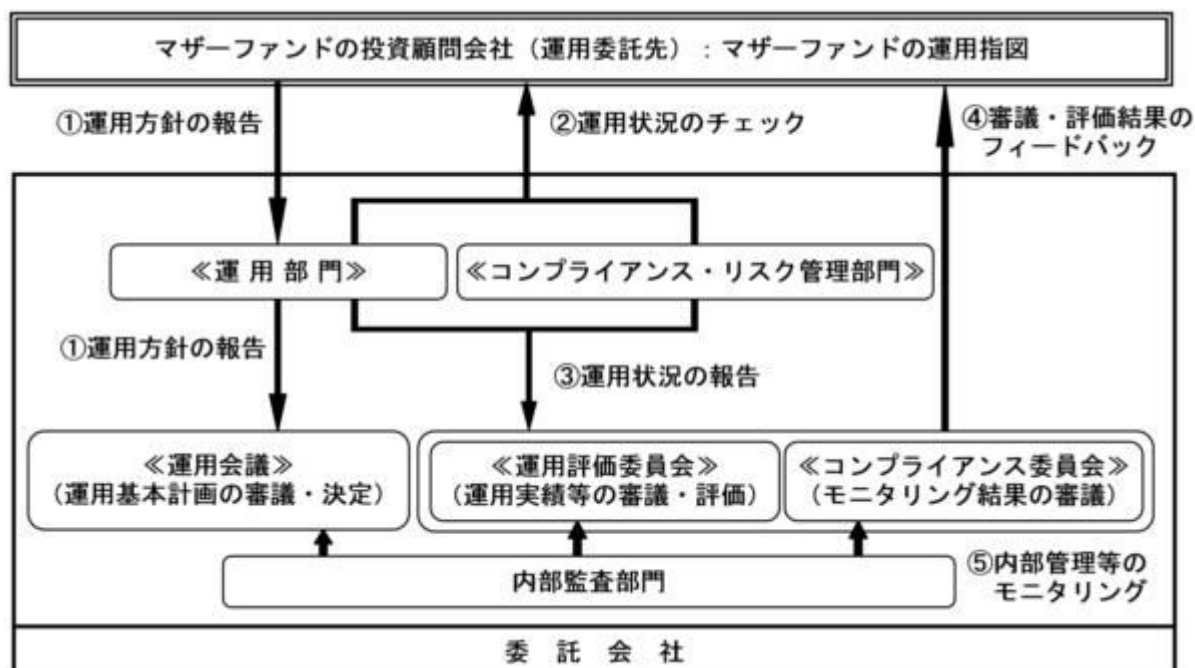 マザーファンドの投資顧問会社（運用委託先）：マザーファンドの運用指図
①運用方針の報告
②運用状況のチェック
④審議・評価結果の
フィードバック
≪運用部門≫
≪コンプライアンス・リスク管理部門≫
①運用方針の報告
③運用状況の報告
≪運用会議≫
（運用基本計画の審議・決定）
≪運用評価委員会≫
（運用実績等の審議・評価）
≪コンプライアンス委員会≫
（モニタリング結果の審議）
内部監査部門
⑤内部管理等の
モニタリング
委託会社